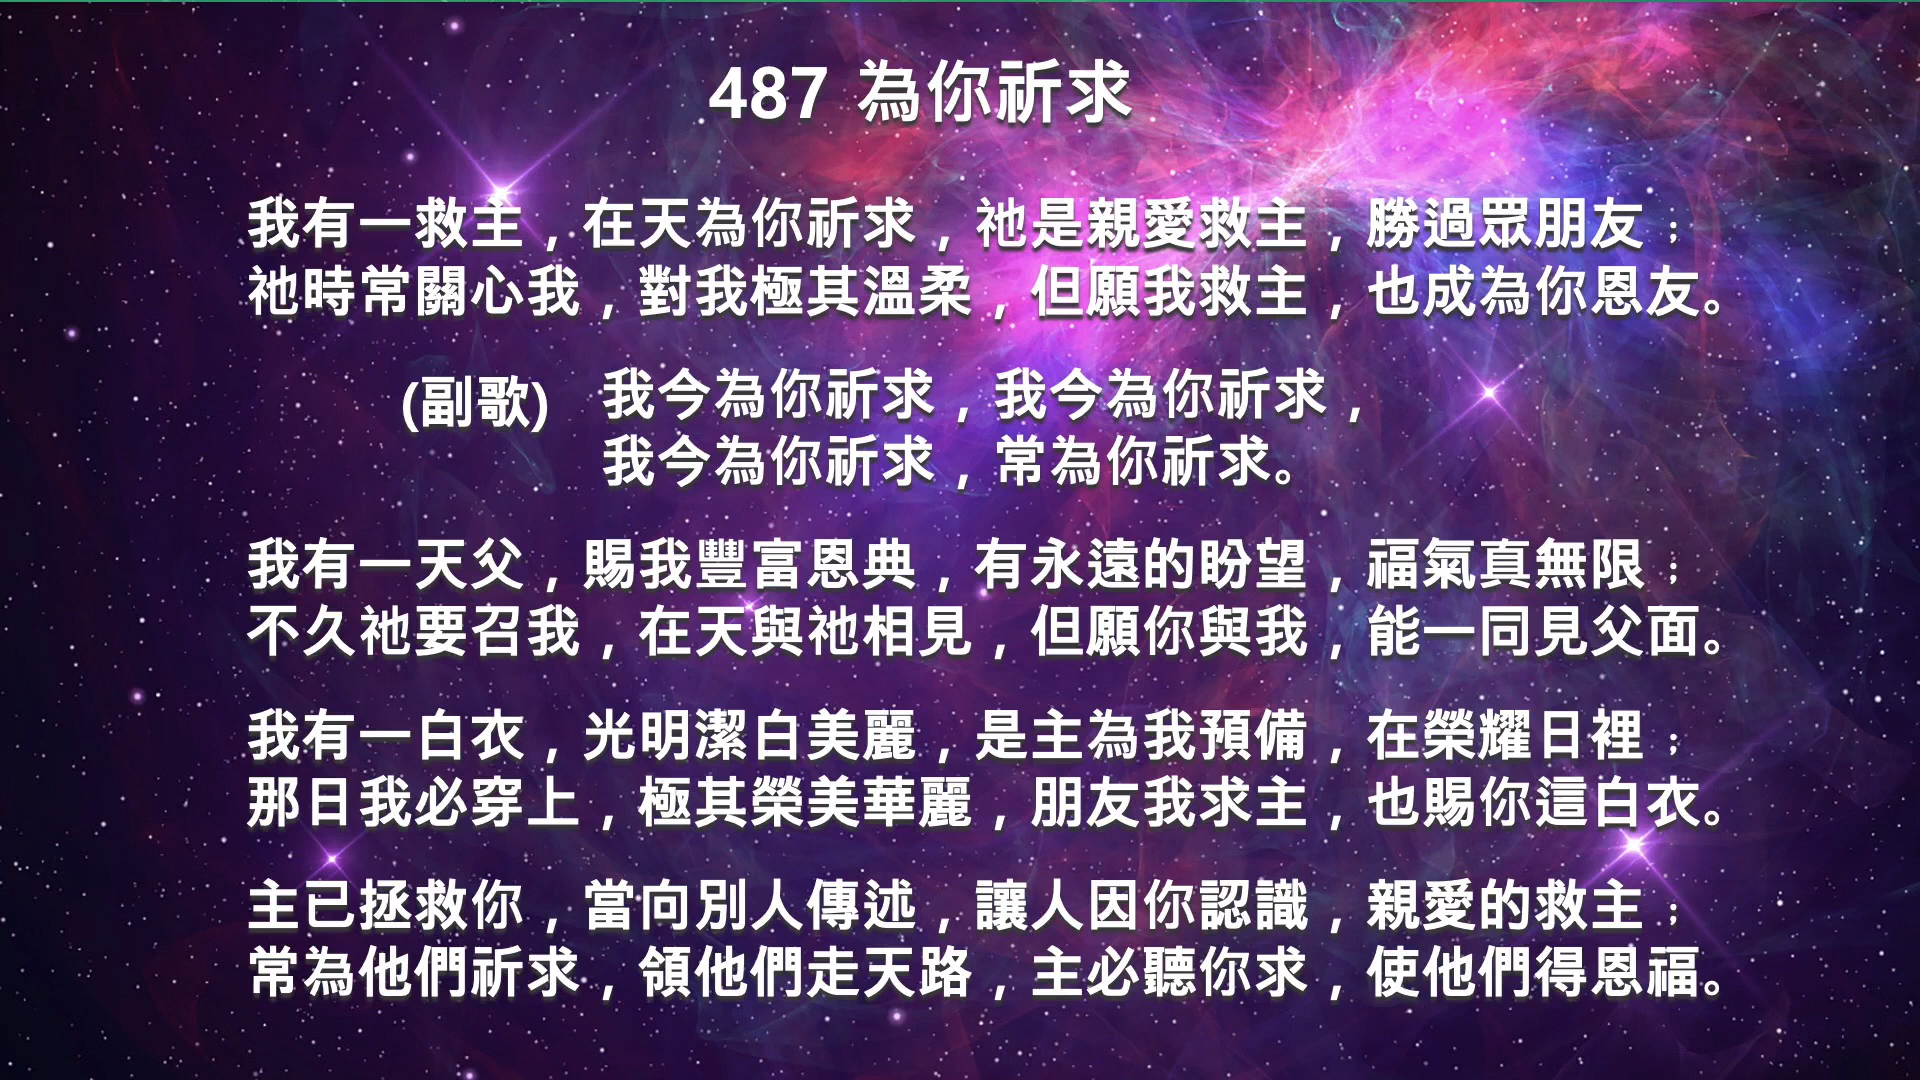 487 為你祈求
我有一救主，在天為你祈求，祂是親愛救主，勝過眾朋友；
祂時常關心我，對我極其溫柔，但願我救主，也成為你恩友。
(副歌) 我今為你祈求，我今為你祈求，
我今為你祈求，常為你祈求。
我有一天父，賜我豐富恩典，有永遠的盼望，福氣真無限；
不久祂要召我，在天與祂相見，但願你與我，能一同見父面。
我有一白衣，光明潔白美麗，是主為我預備，在榮耀日裡；
那日我必穿上，極其榮美華麗，朋友我求主，也賜你這白衣。
主已拯救你，當向別人傳述，讓人因你認識，親愛的救主；
常為他們祈求，領他們走天路，主必聽你求，使他們得恩福。